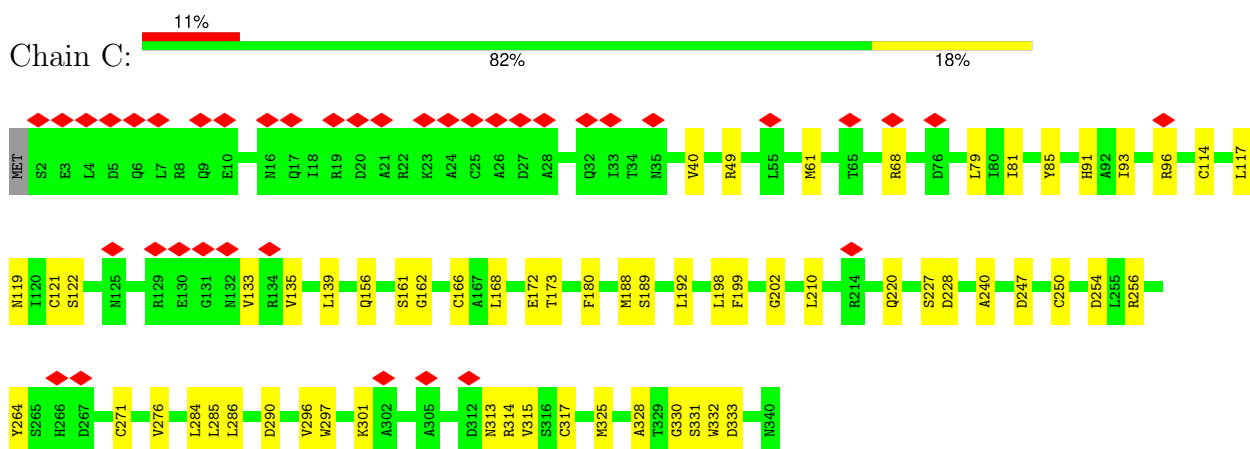 11%
Chain C:
82% 18%
MET S2 E3 L4 D5 Q6 L7 R8 Q9 E10 N16 Q17 I18 R19 D20 A21 R22 K23 A24 C25 A26 D27 A28 Q32 I33 T34 N35 V40 R49 L55 M61 T65 R68 D76 L79 I80 I81 Y85 H91 A92 I93 R96 C114 L117
N119 I120 C121 S122 N125 R129 E130 G131 N132 V133 R134 V135 L139 Q156 S161 G162 C166 A167 L168 E172 T173 F180 M188 S189 L192 L198 F199 G202 L210 R214 Q220 S227 D228 A240 D247 C250 D254 L255 R256
Y264 S265 H266 D267 C271 V276 L284 L285 L286 D290 V296 W297 K301 A302 A305 D312 N313 R314 V315 S316 C317 M325 A328 T329 G330 S331 W332 D333 N340